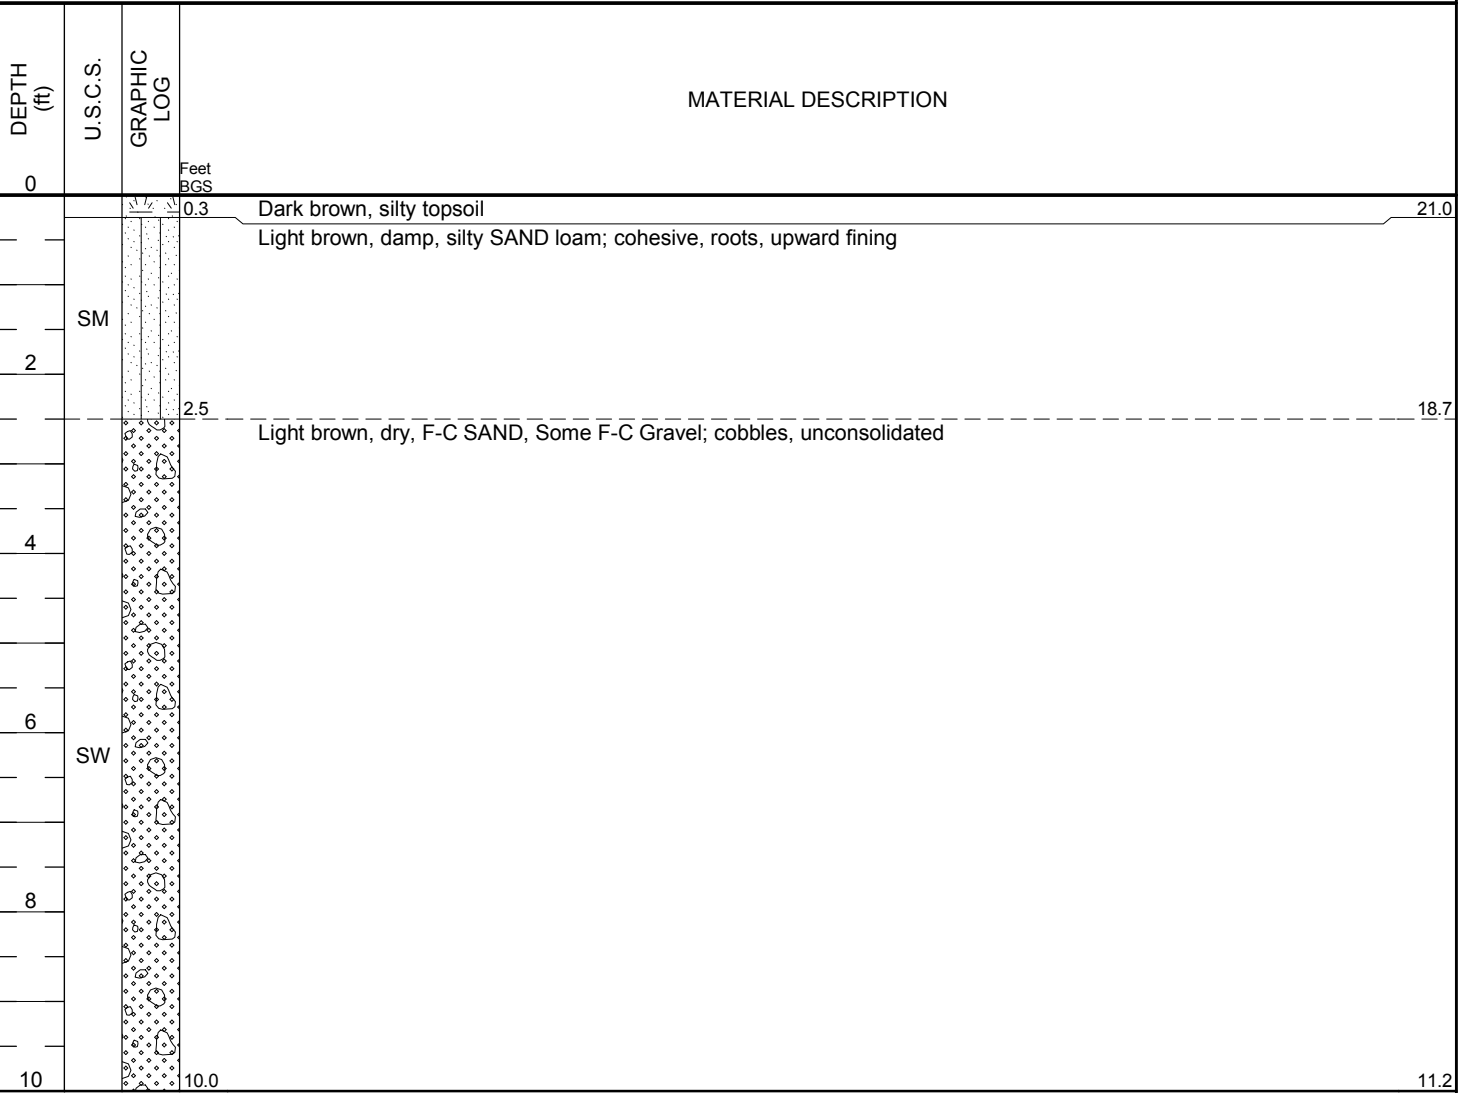 DEPTH
(ft)
U.S.C.S.
GRAPHIC
LOG
MATERIAL DESCRIPTION
Feet
BGS
0
0.3 Dark brown, silty topsoil 21.0
Light brown, damp, silty SAND loam; cohesive, roots, upward fining
SM
2
2.5 18.7
Light brown, dry, F-C SAND, Some F-C Gravel; cobbles, unconsolidated
4
6
SW
8
10 10.0 11.2